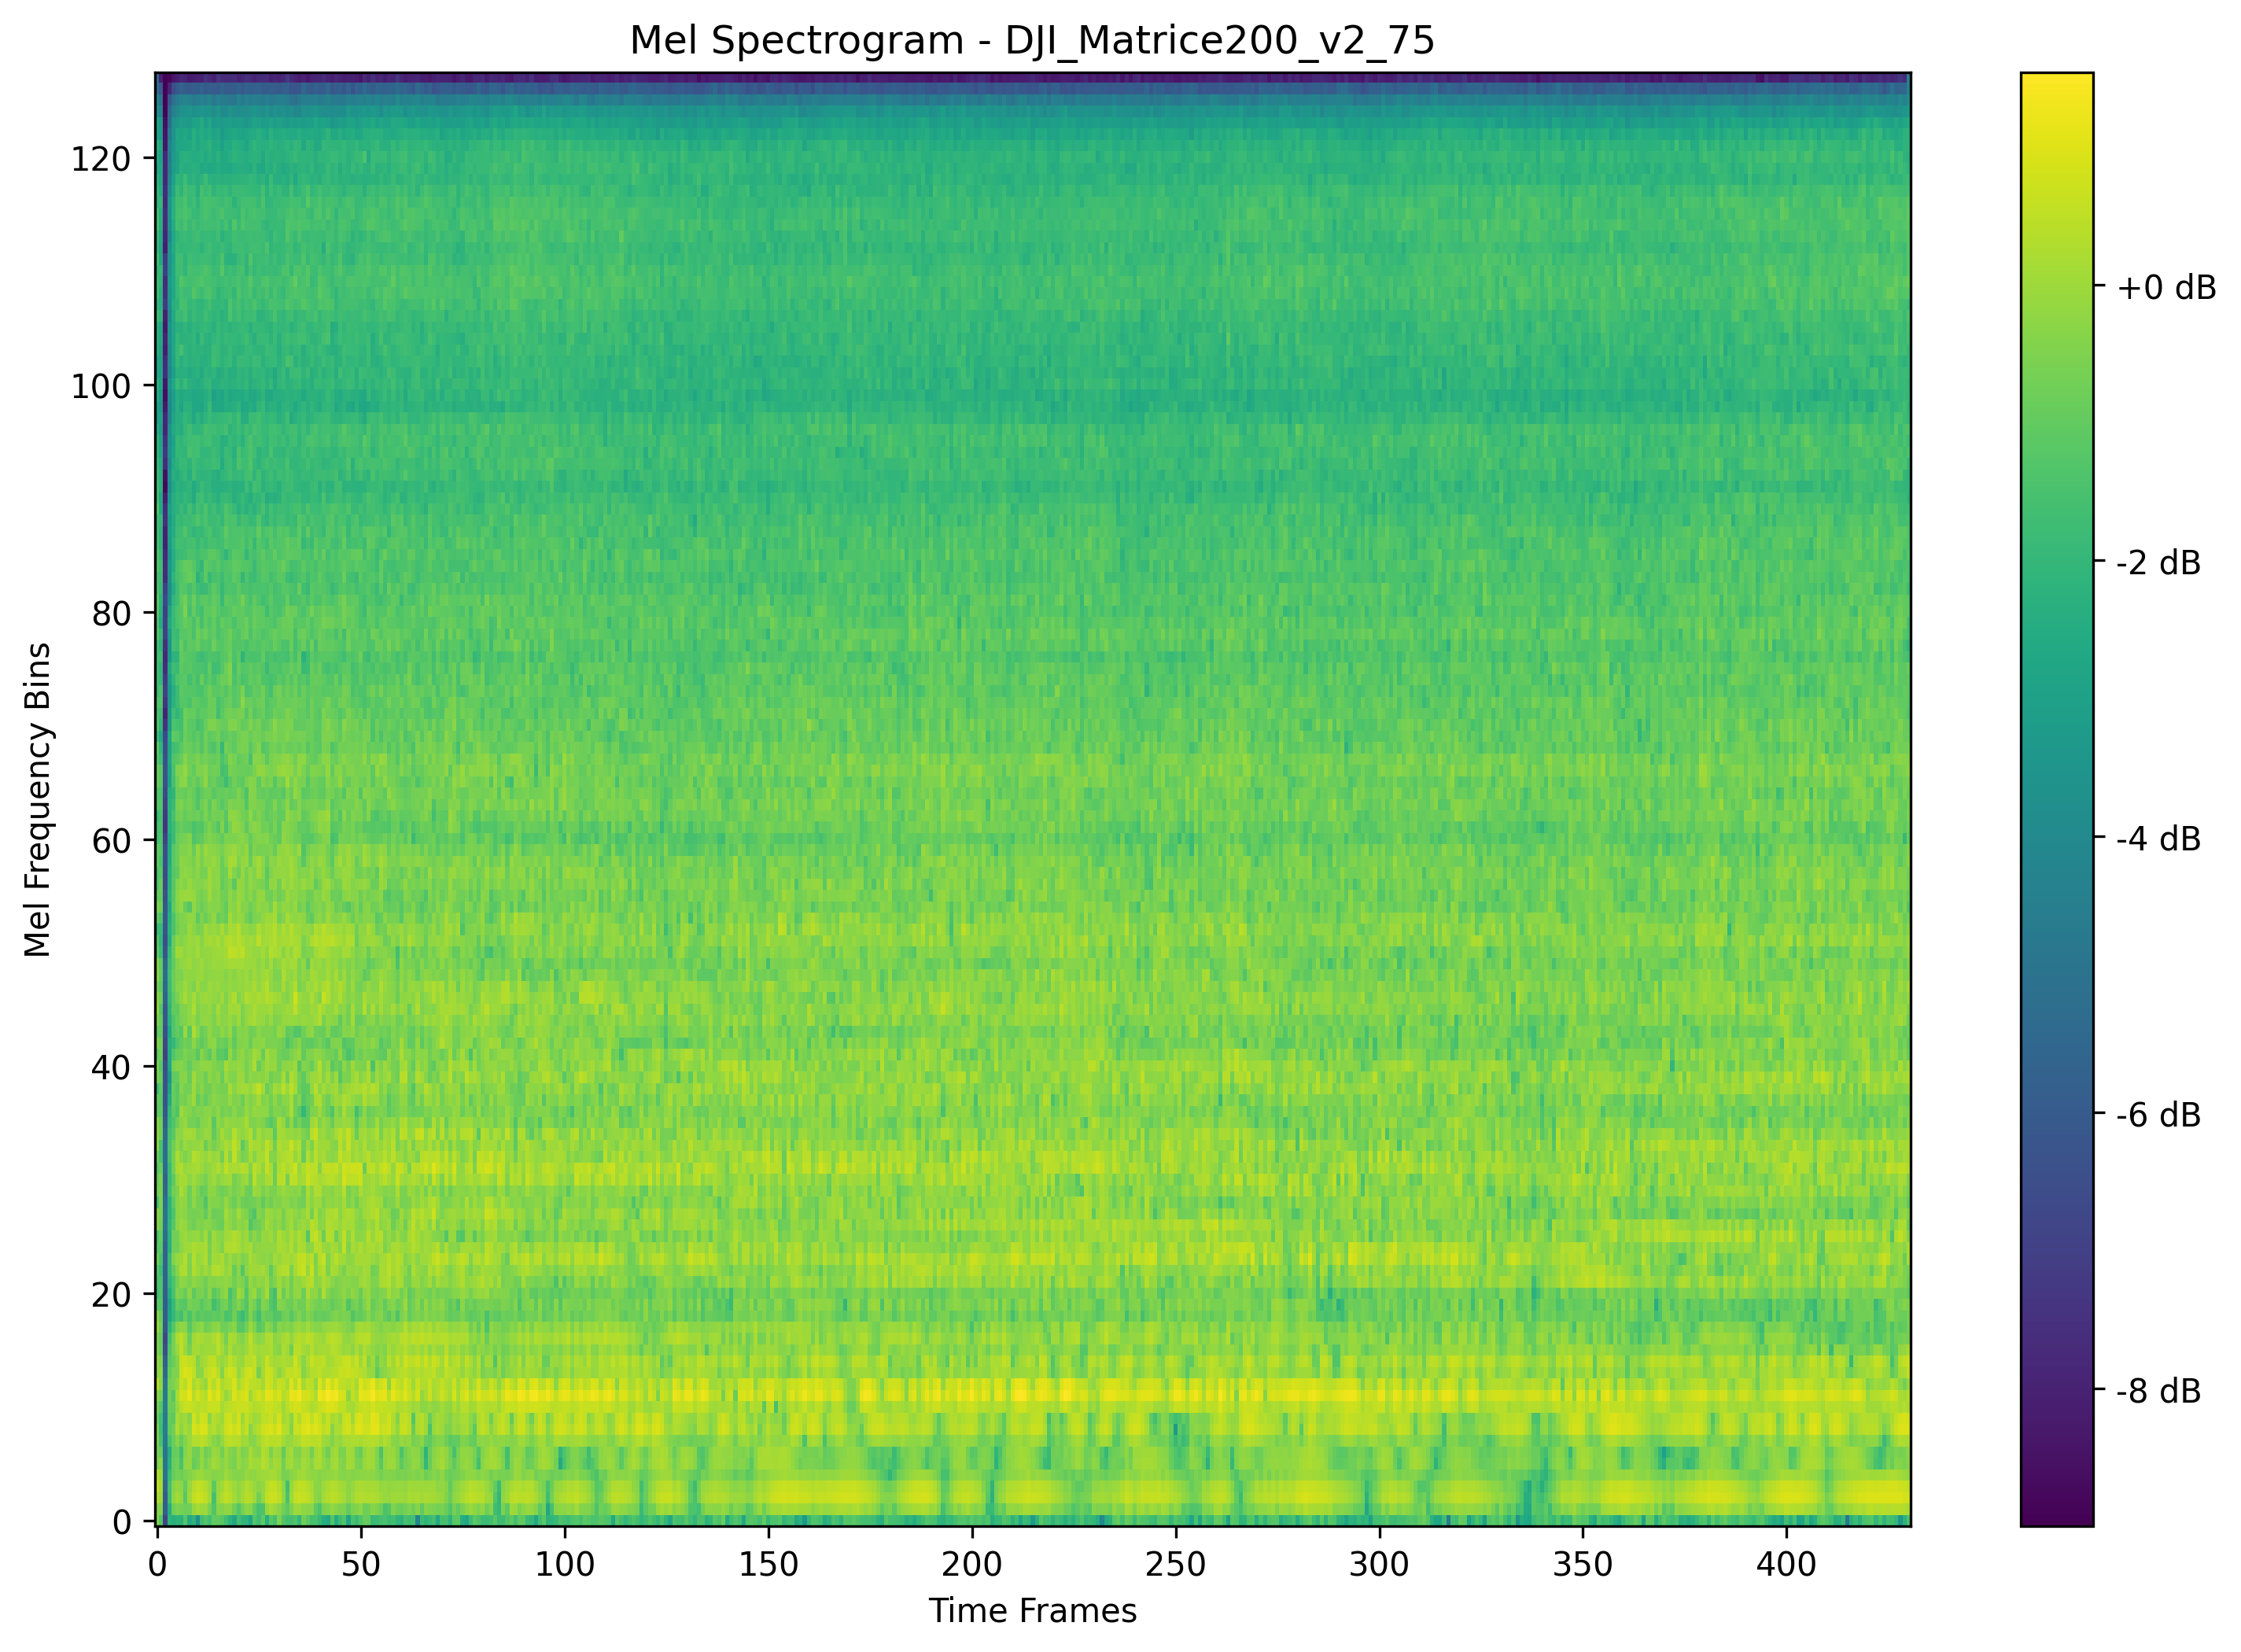 Mel Spectrogram - DJI_Matrice200_v2_75
120
100
80
60
40
20
0
Mel Frequency Bins
0 50 100 150 200 250 300 350 400
Time Frames
+0 dB
-2 dB
-4 dB
-6 dB
-8 dB